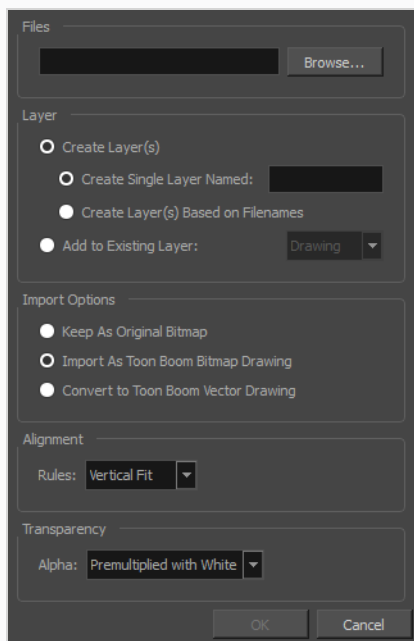 Files
Browse...
Layer
Create Layer(s)
Create Single Layer Named:
Create Layer(s) Based on Filenames
Add to Existing Layer: Drawing
Import Options
Keep As Original Bitmap
Import As Toon Boom Bitmap Drawing
Convert to Toon Boom Vector Drawing
Alignment
Rules: Vertical Fit
Transparency
Alpha: Premultiplied with White
OK Cancel